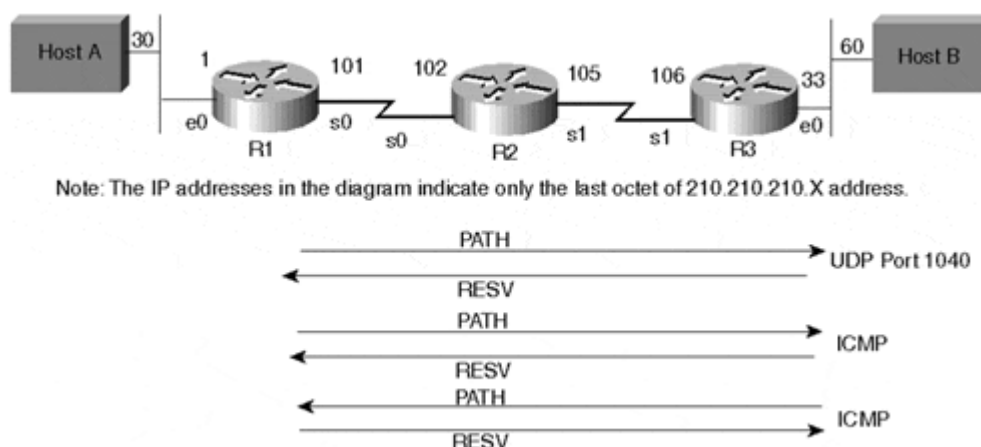 Host A
30
1
101
102
105
106
33
60
Host B
e0
s0
s0
s1
s1
e0
R1
R2
R3
Note: The IP addresses in the diagram indicate only the last octet of 210.210.210.X address.
PATH
UDP Port 1040
RESV
PATH
ICMP
RESV
PATH
ICMP
RESV